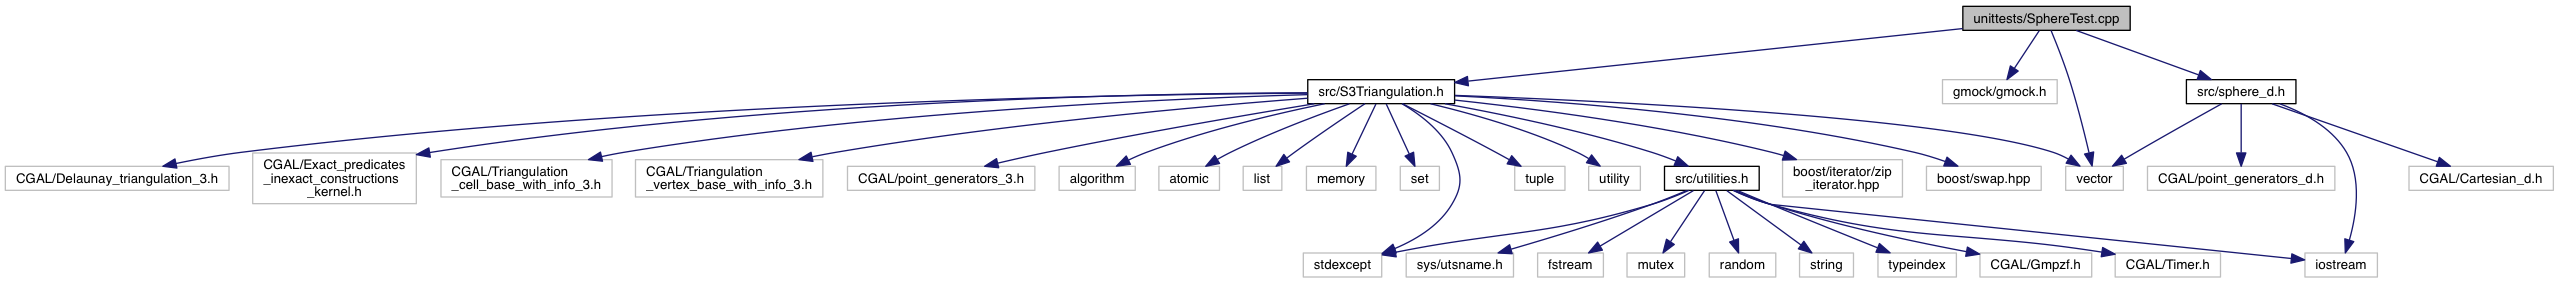 unittests/SphereTest.cpp
src/S3Triangulation.h
gmock/gmock.h
src/sphere_d.h
CGAL/Delaunay_triangulation_3.h
CGAL/Exact_predicates
_inexact_constructions
_kernel.h
CGAL/Triangulation
_cell_base_with_info_3.h
CGAL/Triangulation
_vertex_base_with_info_3.h
CGAL/point_generators_3.h
algorithm
atomic
list
memory
set
tuple
utility
src/utilities.h
boost/iterator/zip
_iterator.hpp
boost/swap.hpp
vector
CGAL/point_generators_d.h
CGAL/Cartesian_d.h
stdexcept
sys/utsname.h
fstream
mutex
random
string
typeindex
CGAL/Gmpzf.h
CGAL/Timer.h
iostream